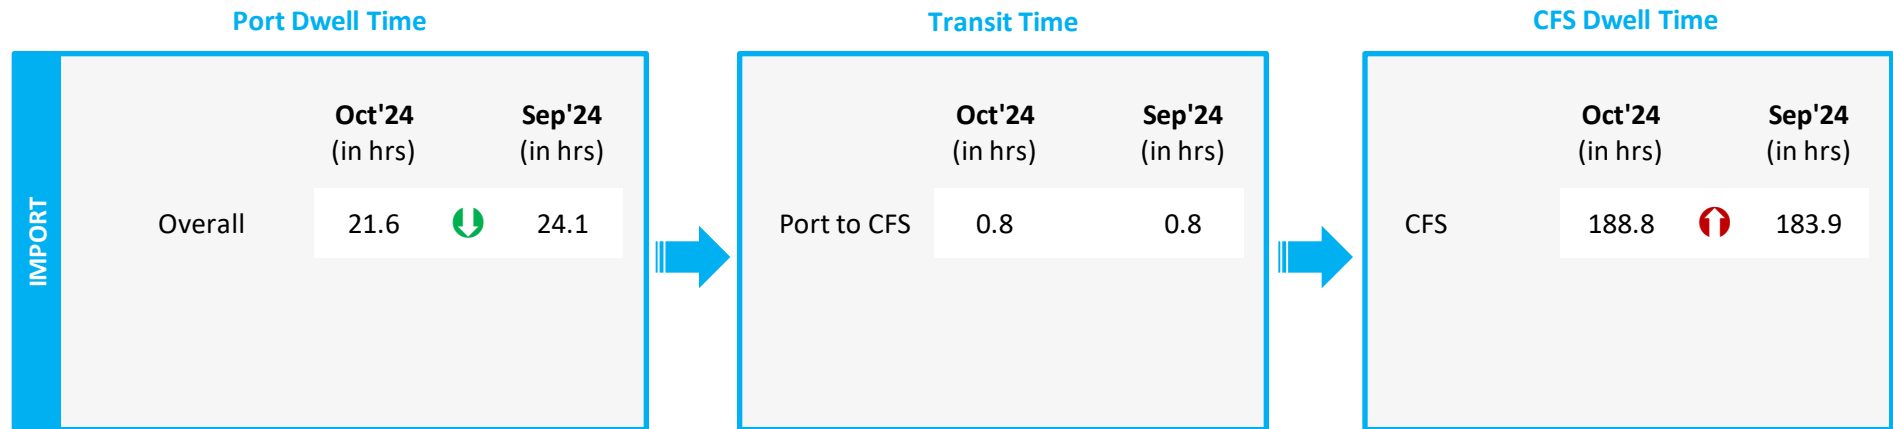 Port Dwell Time
Transit Time
CFS Dwell Time
IMPORT
Oct'24 Sep'24
(in hrs) (in hrs)
Overall 21.6 24.1
Oct'24 Sep'24
(in hrs) (in hrs)
Port to CFS 0.8 0.8
Oct'24 Sep'24
(in hrs) (in hrs)
CFS 188.8 183.9